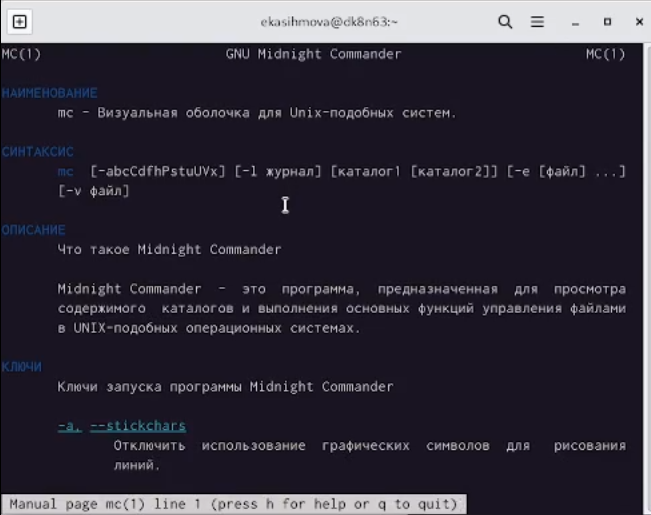 ekasihmova@dk8n63:~
MC(1) GNU Midnight Commander MC(1)
НАИМЕНОВАНИЕ
mc - Визуальная оболочка для Unix-подобных систем.
СИНТАКСИС
mc [-abcCdfhPstuUVx] [-l журнал] [каталог1 [каталог2]] [-e [файл] ...]
[-v файл]
ОПИСАНИЕ
Что такое Midnight Commander
Midnight Commander - это программа, предназначенная для просмотра
содержимого каталогов и выполнения основных функций управления файлами
в UNIX-подобных операционных системах.
КЛЮЧИ
Ключи запуска программы Midnight Commander
-a, --stickchars
Отключить использование графических символов для рисования
линий.
Manual page mc(1) line 1 (press h for help or q to quit)